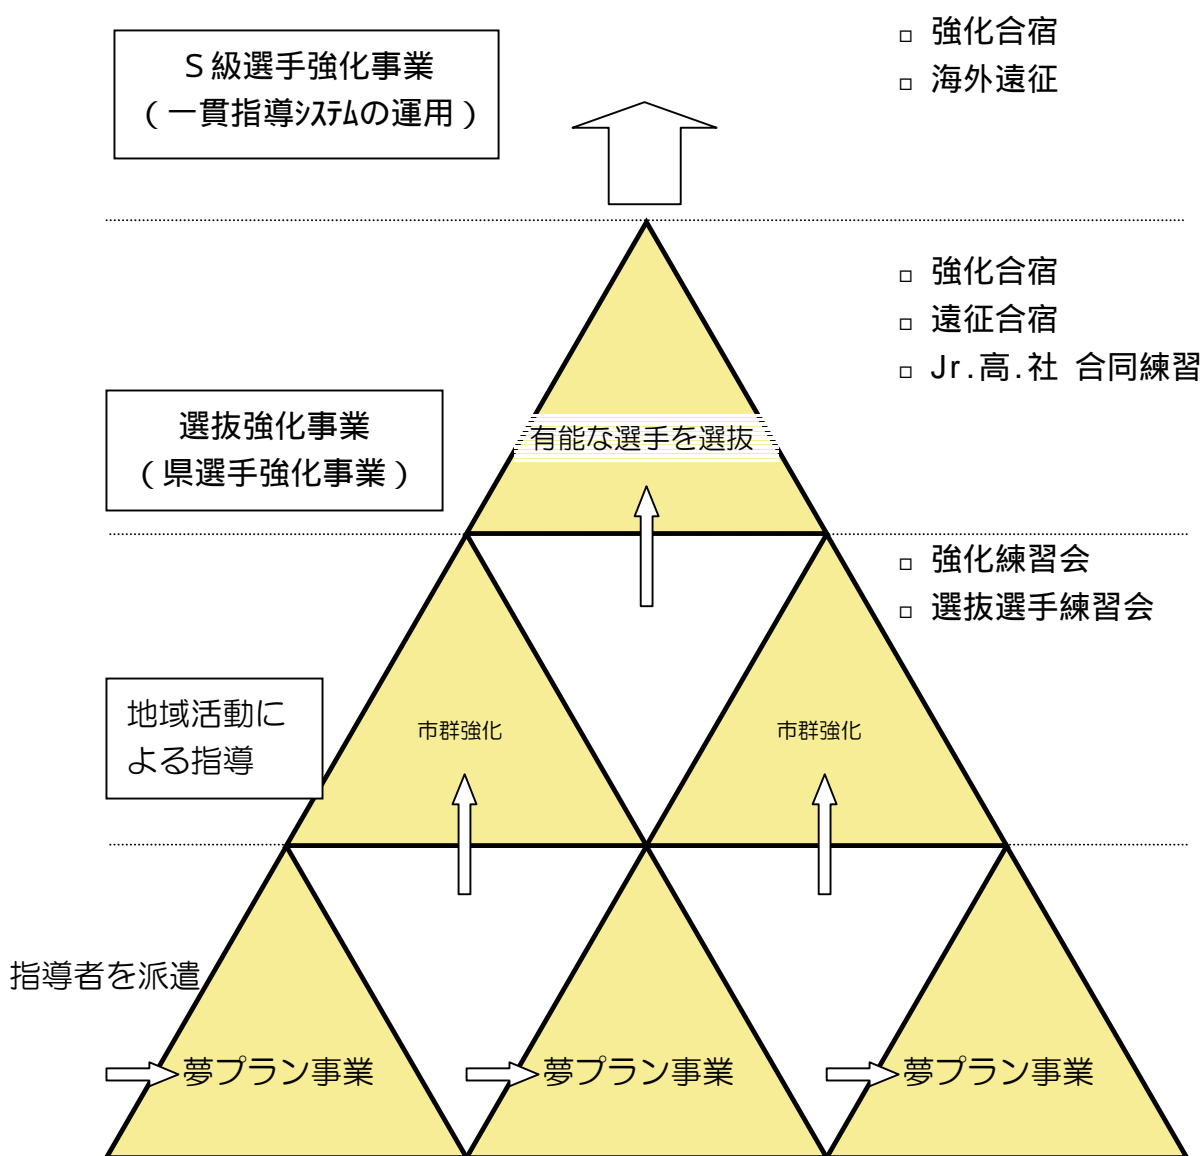 Ｓ級選手強化事業
（一貫指導ｼｽﾃﾑの運用）
□ 強化合宿
□ 海外遠征
□ 強化合宿
□ 遠征合宿
□ Jr.高.社 合同練習
選抜強化事業
（県選手強化事業）
有能な選手を選抜
□ 強化練習会
□ 選抜選手練習会
地域活動に
よる指導
市群強化
市群強化
指導者を派遣
夢プラン事業
夢プラン事業
夢プラン事業